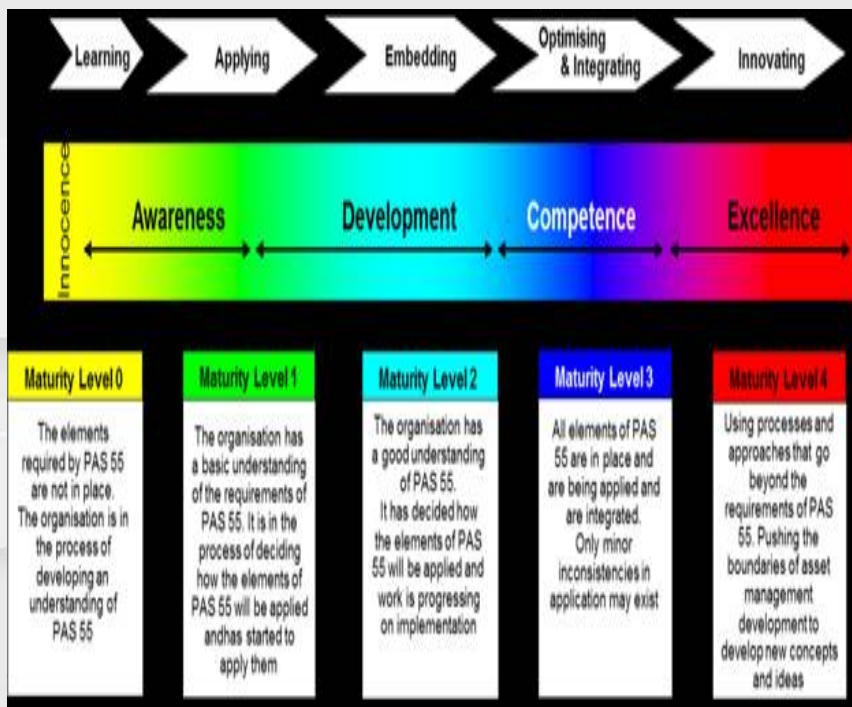 Learning
Applying
Embedding
Optimising
& Integrating
Innovating
Innocence
Awareness
Development
Competence
Excellence
Maturity Level 0
The elements
required by PAS 55
are not in place.
The organisation is in
the process of
developing an
understanding of
PAS 55
Maturity Level 1
The organisation has
a basic understanding
of the requirements of
PAS 55. It is in the
process of deciding
how the elements of
PAS 55 will be applied
andhas started to
apply them
Maturity Level 2
The organisation has
a good understanding
of PAS 55.
It has decided how
the elements of PAS
55 will be applied and
work is progressing
on implementation
Maturity Level 3
All elements of PAS
55 are in place and
are being applied and
are integrated.
Only minor
inconsistencies in
application may exist
Maturity Level 4
Using processes and
approaches that go
beyond the
requirements of PAS
55. Pushing the
boundaries of asset
management
development to
develop new concepts
and ideas